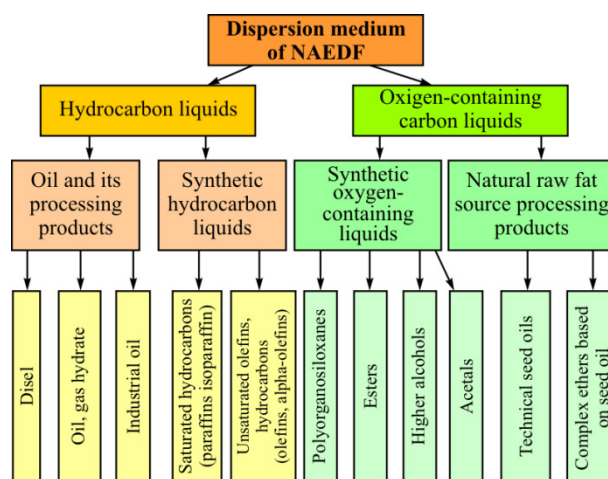 Dispersion medium
of NAEDF
Hydrocarbon liquids
Oxigen-containing
carbon liquids
Oil and its
processing
products
Synthetic
hydrocarbon
liquids
Synthetic
oxygen-
containing
liquids
Natural raw fat
source processing
products
Disel
Oil, gas hydrate
Industrial oil
Saturated hydrocarbons
(paraffins isoparaffin)
Unsaturated olefins,
hydrocarbons
(olefins, alpha-olefins)
Polyorganosiloxanes
Esters
Higher alcohols
Acetals
Technical seed oils
Complex ethers based
on seed oil